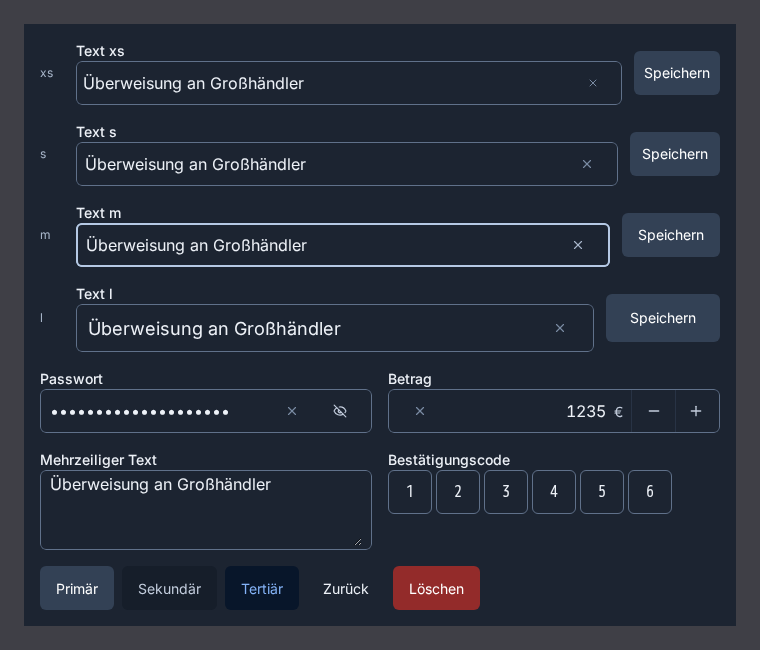 Text xs
xs
Überweisung an Großhändler
Speichern
Text s
s
Überweisung an Großhändler
Speichern
Text m
m
Überweisung an Großhändler
Speichern
Text l
l
Überweisung an Großhändler
Speichern
Passwort
Betrag
1235 €
Mehrzeiliger Text
Bestätigungscode
Überweisung an Großhändler
1 2 3 4 5 6
Primär Sekundär Tertiär Zurück Löschen